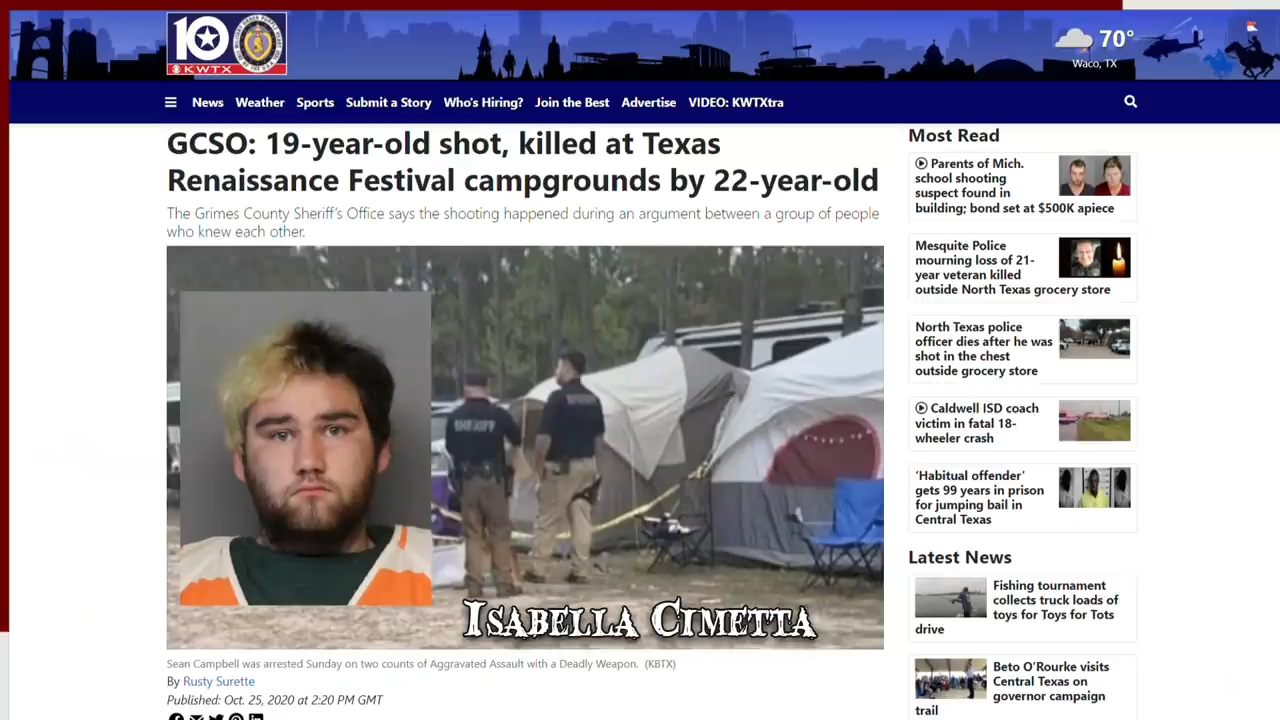 10
KWTX
70°
Waco, TX
News Weather Sports Submit a Story Who's Hiring? Join the Best Advertise VIDEO: KWTXtra
GCSO: 19-year-old shot, killed at Texas
Renaissance Festival campgrounds by 22-year-old
The Grimes County Sheriff's Office says the shooting happened during an argument between a group of people
who knew each other.
SHERIFF
ISABELLA CIMETTA
Sean Campbell was arrested Sunday on two counts of Aggravated Assault with a Deadly Weapon. (KBTX)
By Rusty Surette
Published: Oct. 25, 2020 at 2:20 PM GMT
Most Read
Parents of Mich.
school shooting
suspect found in
building; bond set at $500K apiece
Mesquite Police
mourning loss of 21-
year veteran killed
outside North Texas grocery store
North Texas police
officer dies after he was
shot in the chest
outside grocery store
Caldwell ISD coach
victim in fatal 18-
wheeler crash
‘Habitual offender’
gets 99 years in prison
for jumping bail in
Central Texas
Latest News
Fishing tournament
collects truck loads of
toys for Toys for Tots
drive
Beto O’Rourke visits
Central Texas on
governor campaign
trail